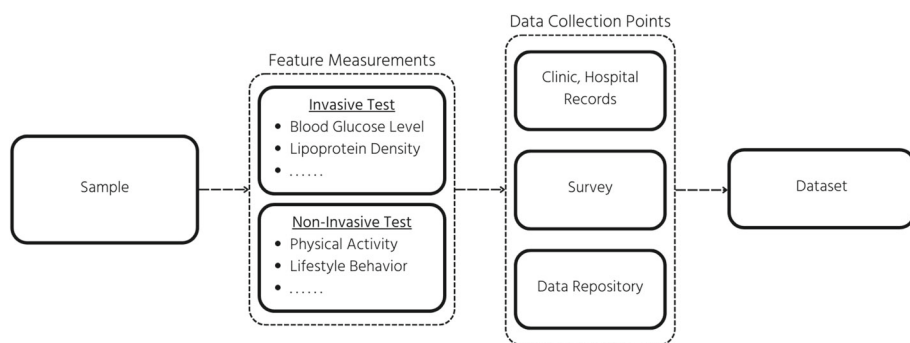 Data Collection Points
Feature Measurements
Sample
Invasive Test
• Blood Glucose Level
• Lipoprotein Density
• ......
Non-Invasive Test
• Physical Activity
• Lifestyle Behavior
• ......
Clinic, Hospital
Records
Survey
Data Repository
Dataset